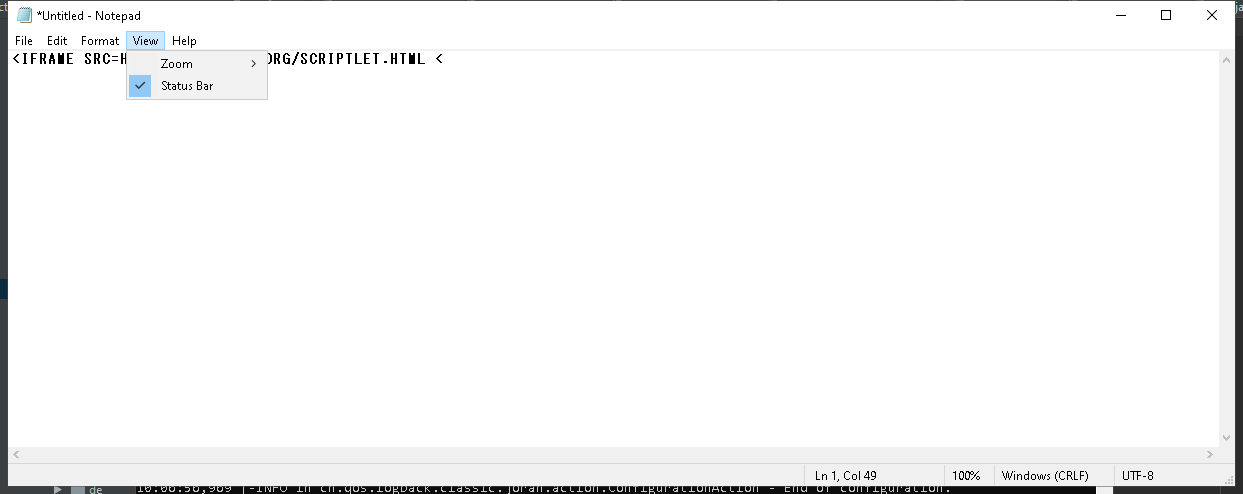 *Untitled - Notepad
File Edit Format View Help
<IFRAME SRC=H ORG/SCRIPTLET.HTML <
Zoom
Status Bar
Ln 1, Col 49 100% Windows (CRLF) UTF-8
de 10:06:56,969 |-INFO in ch.qos.logback.classic.joran.action.ConfigurationAction - End of configuration.